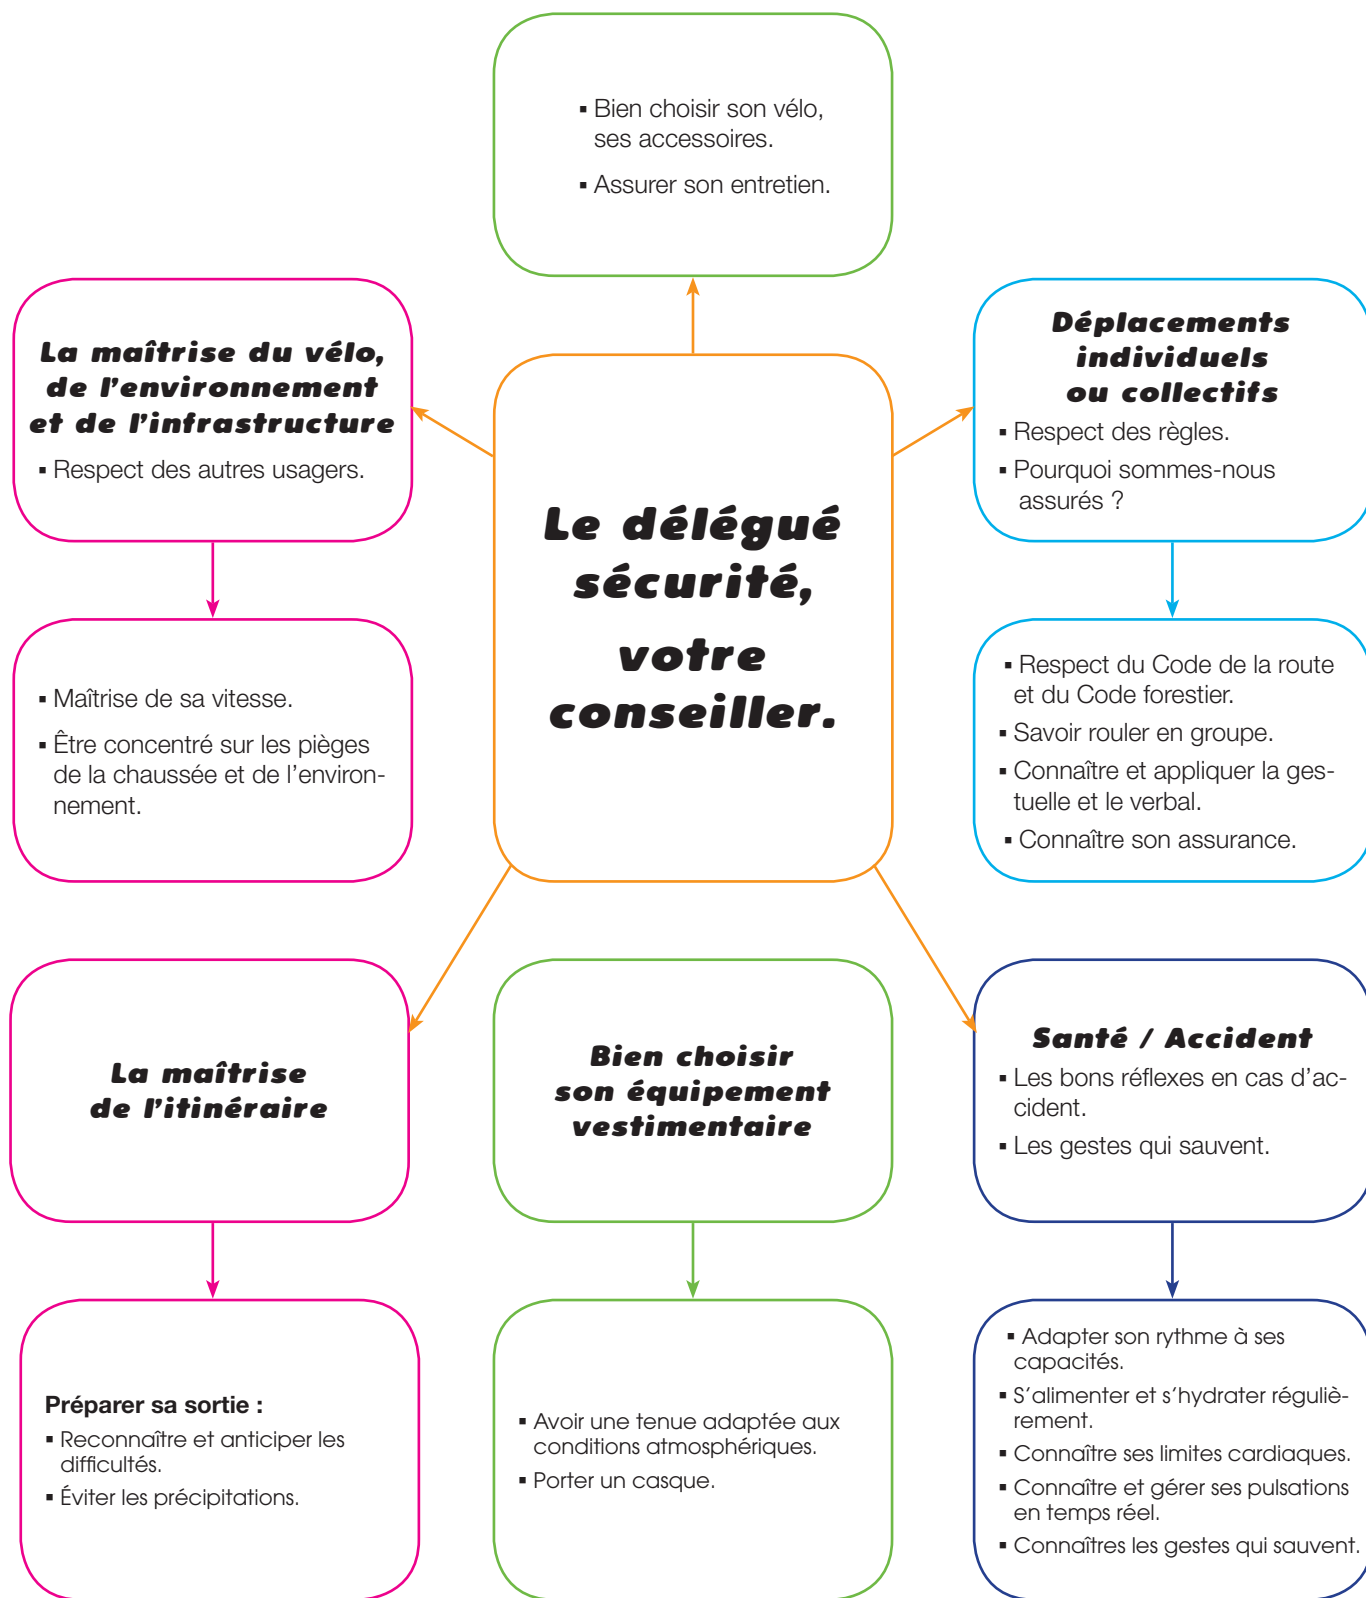 ▪ Bien choisir son vélo,
ses accessoires.
▪ Assurer son entretien.
La maîtrise du vélo,
de l’environnement
et de l’infrastructure
▪ Respect des autres usagers.
Déplacements
individuels
ou collectifs
▪ Respect des règles.
▪ Pourquoi sommes-nous
assurés ?
Le délégué
sécurité,
votre
conseiller.
▪ Maîtrise de sa vitesse.
▪ Être concentré sur les pièges
de la chaussée et de l’environ-
nement.
▪ Respect du Code de la route
et du Code forestier.
▪ Savoir rouler en groupe.
▪ Connaître et appliquer la ges-
tuelle et le verbal.
▪ Connaître son assurance.
La maîtrise
de l’itinéraire
Bien choisir
son équipement
vestimentaire
Santé / Accident
▪ Les bons réflexes en cas d’ac-
cident.
▪ Les gestes qui sauvent.
Préparer sa sortie :
▪ Reconnaître et anticiper les
difficultés.
▪ Éviter les précipitations.
▪ Avoir une tenue adaptée aux
conditions atmosphériques.
▪ Porter un casque.
▪ Adapter son rythme à ses
capacités.
▪ S’alimenter et s’hydrater réguliè-
rement.
▪ Connaître ses limites cardiaques.
▪ Connaître et gérer ses pulsations
en temps réel.
▪ Connaîtres les gestes qui sauvent.